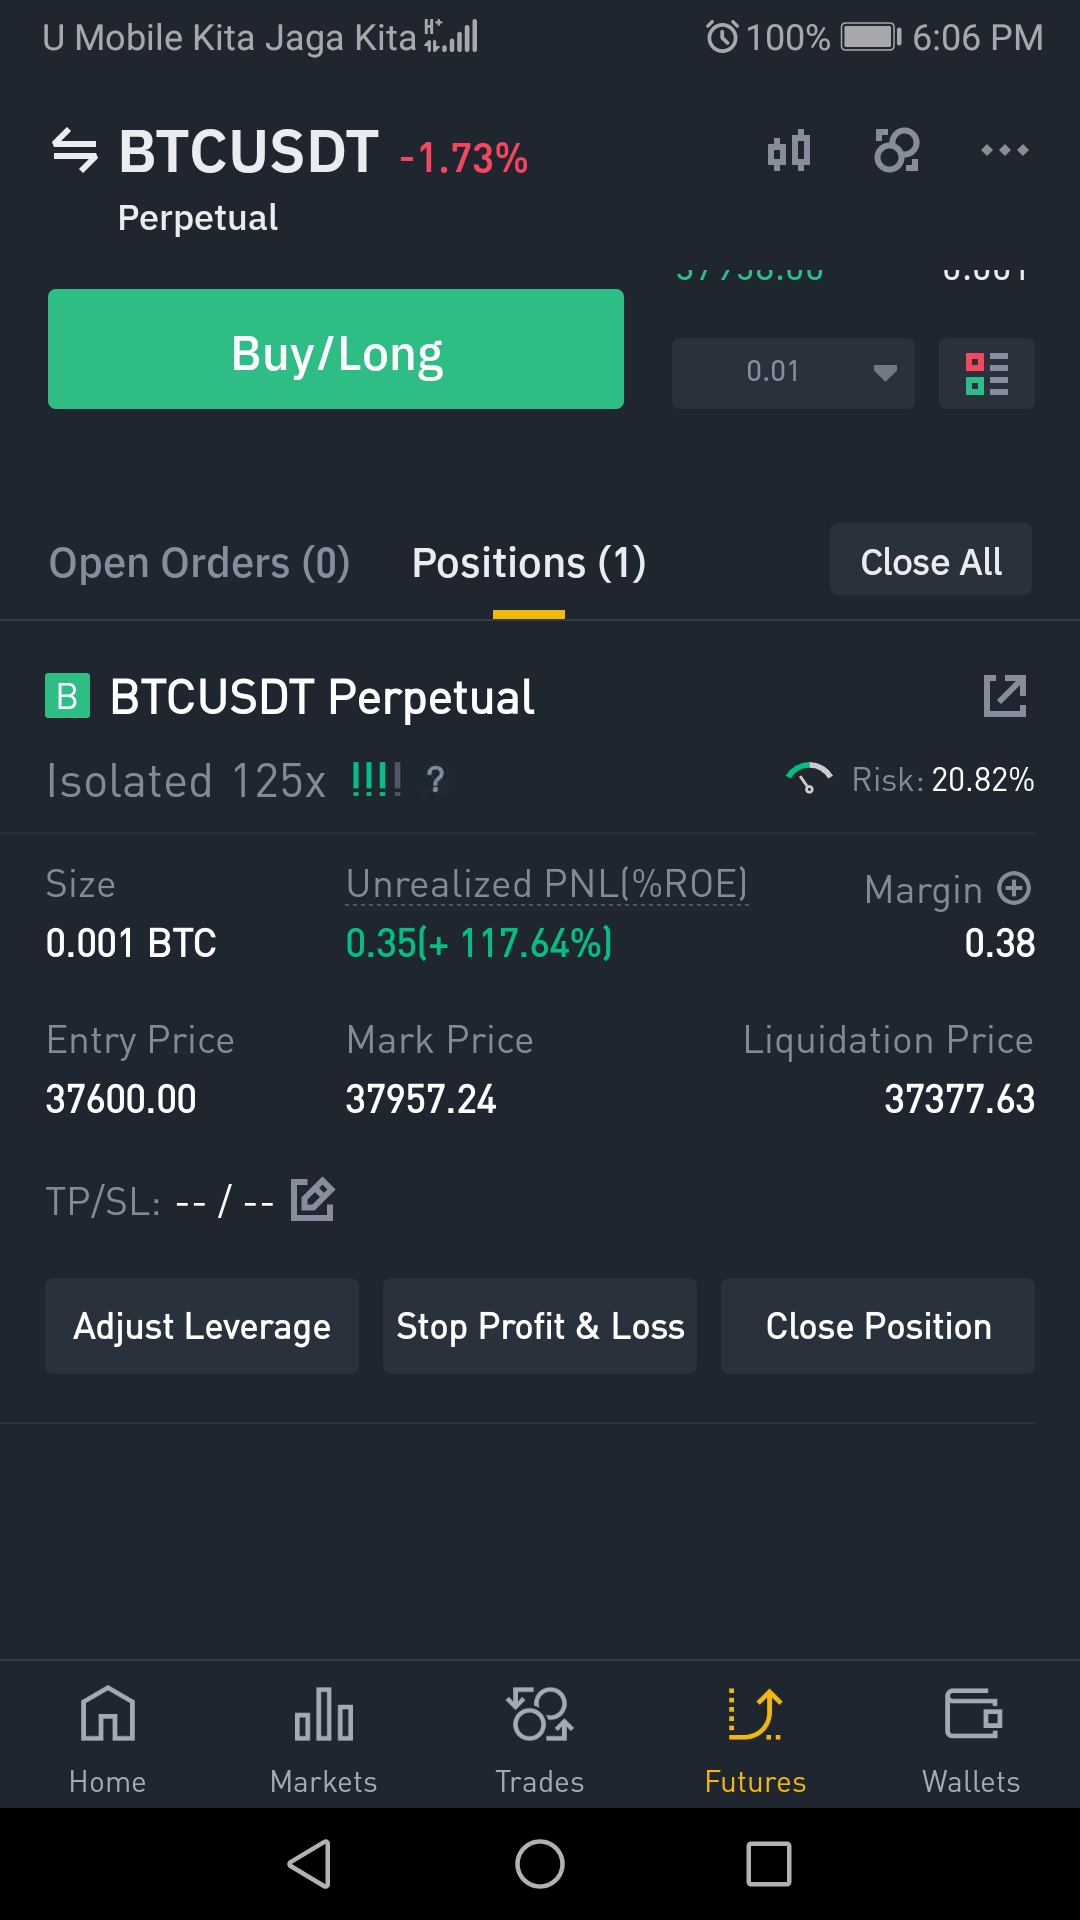 U Mobile Kita Jaga Kita H+ 100% 6:06 PM
BTCUSDT -1.73%
Perpetual
Buy/Long
0.01
Open Orders (0) Positions (1) Close All
B BTCUSDT Perpetual
Isolated 125x !!!! ? Risk: 20.82%
Size Unrealized PNL(%ROE) Margin
0.001 BTC 0.35(+ 117.64%) 0.38
Entry Price Mark Price Liquidation Price
37600.00 37957.24 37377.63
TP/SL: -- / --
Adjust Leverage Stop Profit & Loss Close Position
Home Markets Trades Futures Wallets